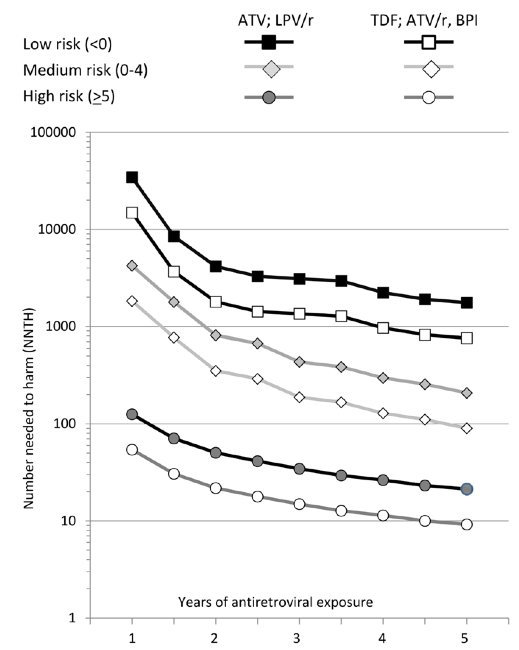 ATV; LPV/r TDF; ATV/r, BPI
Low risk (<0)
Medium risk (0-4)
High risk (≥5)
100000
10000
1000
100
10
1
Number needed to harm (NNTH)
Years of antiretroviral exposure
1 2 3 4 5